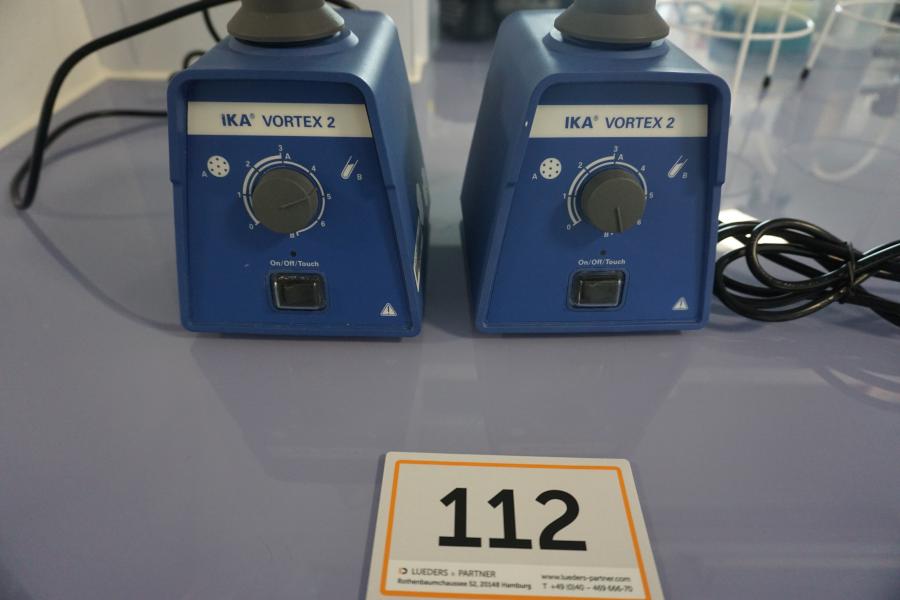 IKA® VORTEX 2
3
A
2 4
A B
1 5
0 6
B
On/Off/Touch
IKA® VORTEX 2
3
A
2 4
A B
1 5
0 6
B
On/Off/Touch
112
LUEDERS + PARTNER www.lueders-partner.com
Rothenbaumchaussee 52, 20148 Hamburg T +49 (0)40 – 469 666-70